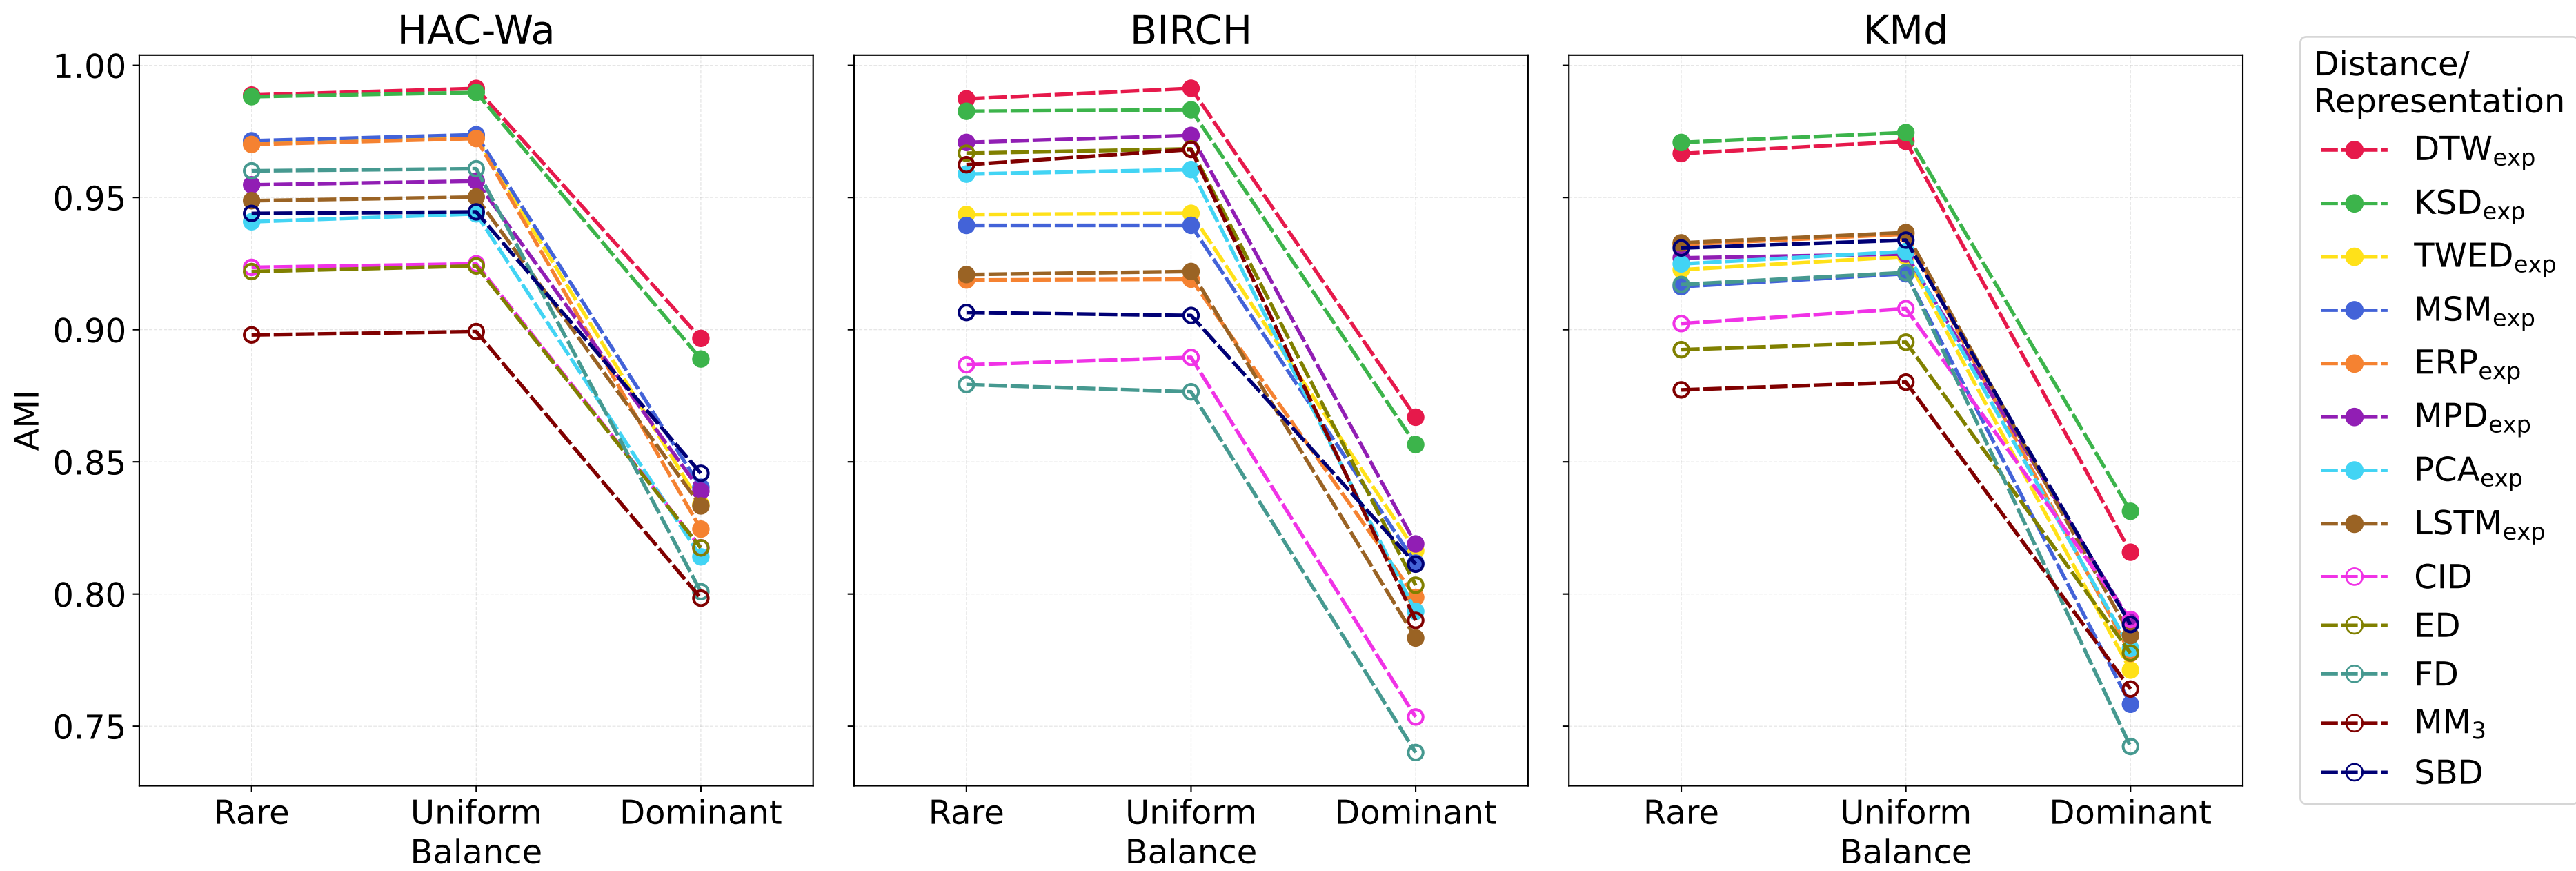 HAC-Wa
BIRCH
KMd
AMI
1.00
0.95
0.90
0.85
0.80
0.75
Rare
Uniform
Dominant
Balance
Rare
Uniform
Dominant
Balance
Rare
Uniform
Dominant
Balance
Distance/
Representation
DTWexp
KSDexp
TWEDexp
MSMexp
ERPexp
MPDexp
PCAexp
LSTMexp
CID
ED
FD
MM3
SBD